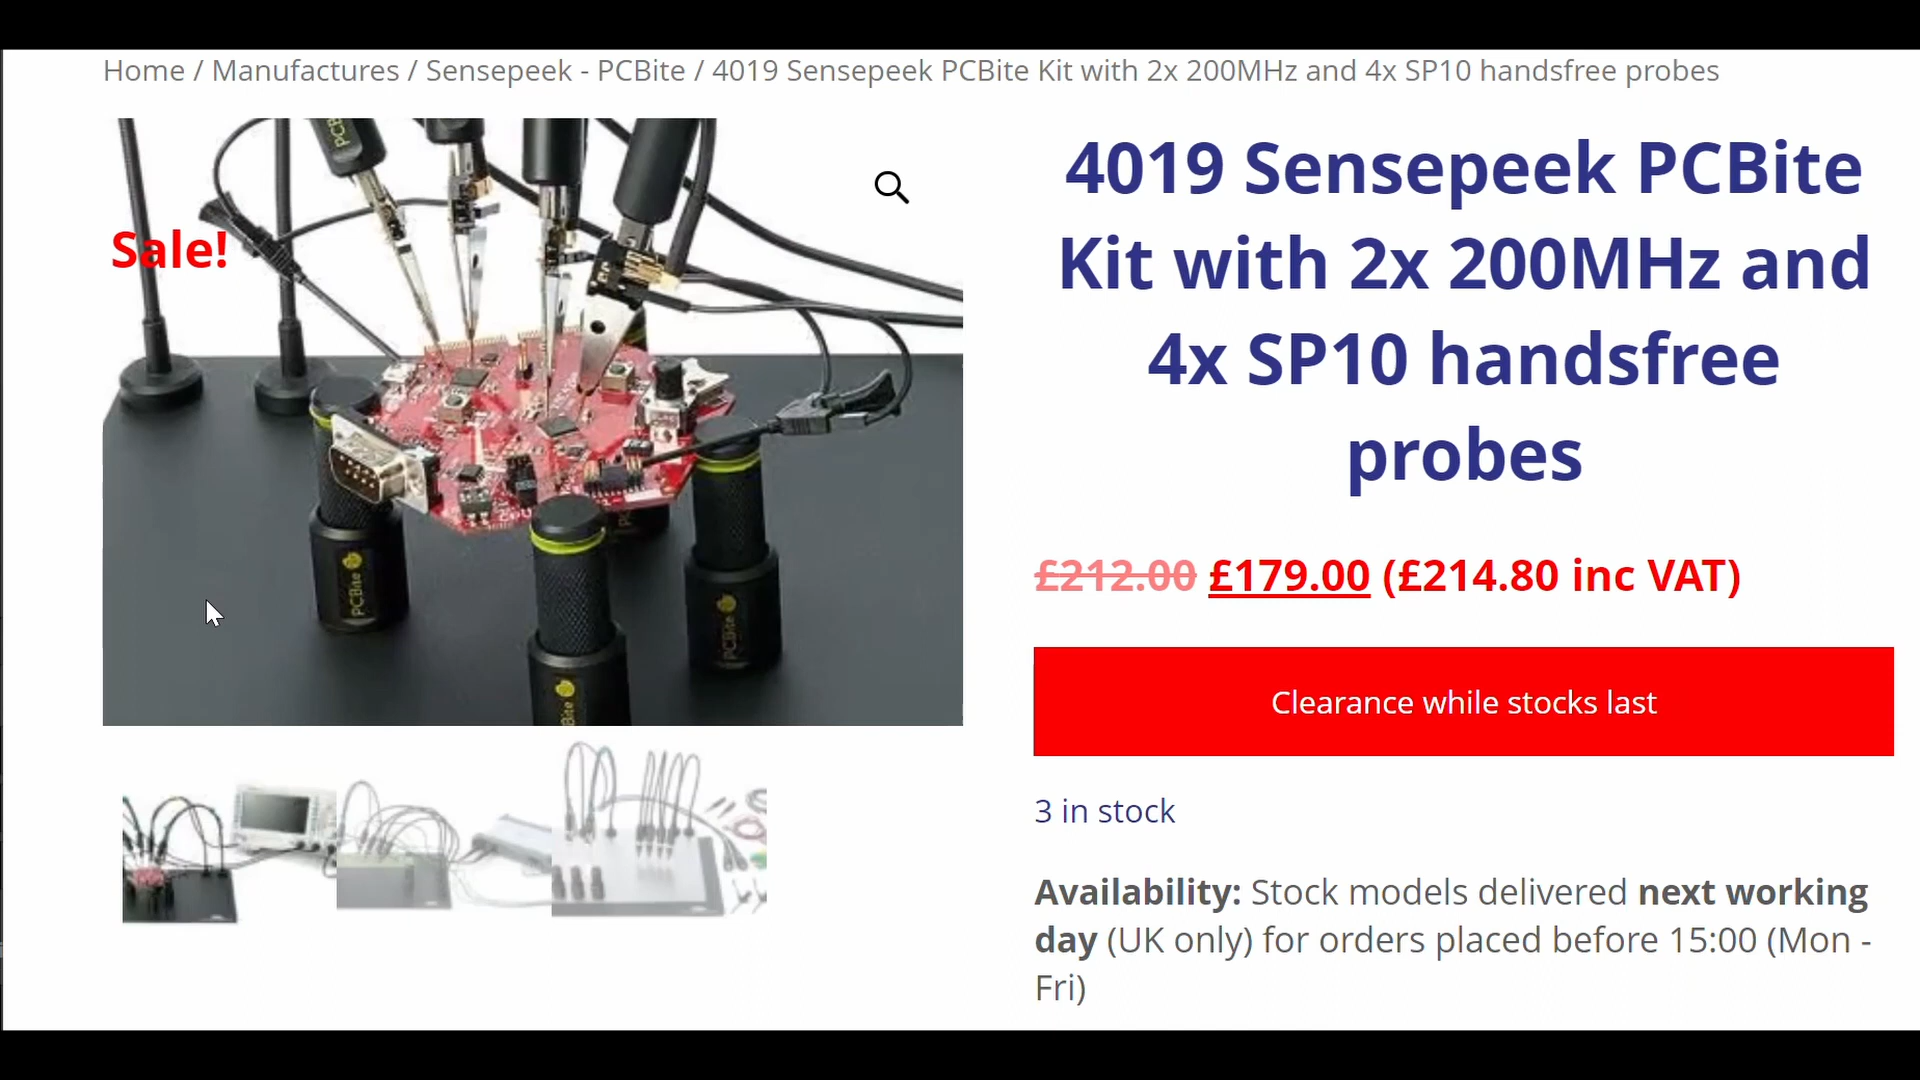 Home / Manufactures / Sensepeek - PCBite / 4019 Sensepeek PCBite Kit with 2x 200MHz and 4x SP10 handsfree probes
Sale!
4019 Sensepeek PCBite
Kit with 2x 200MHz and
4x SP10 handsfree
probes
£212.00 £179.00 (£214.80 inc VAT)
Clearance while stocks last
3 in stock
Availability: Stock models delivered next working
day (UK only) for orders placed before 15:00 (Mon -
Fri)
PCBite
PCBite